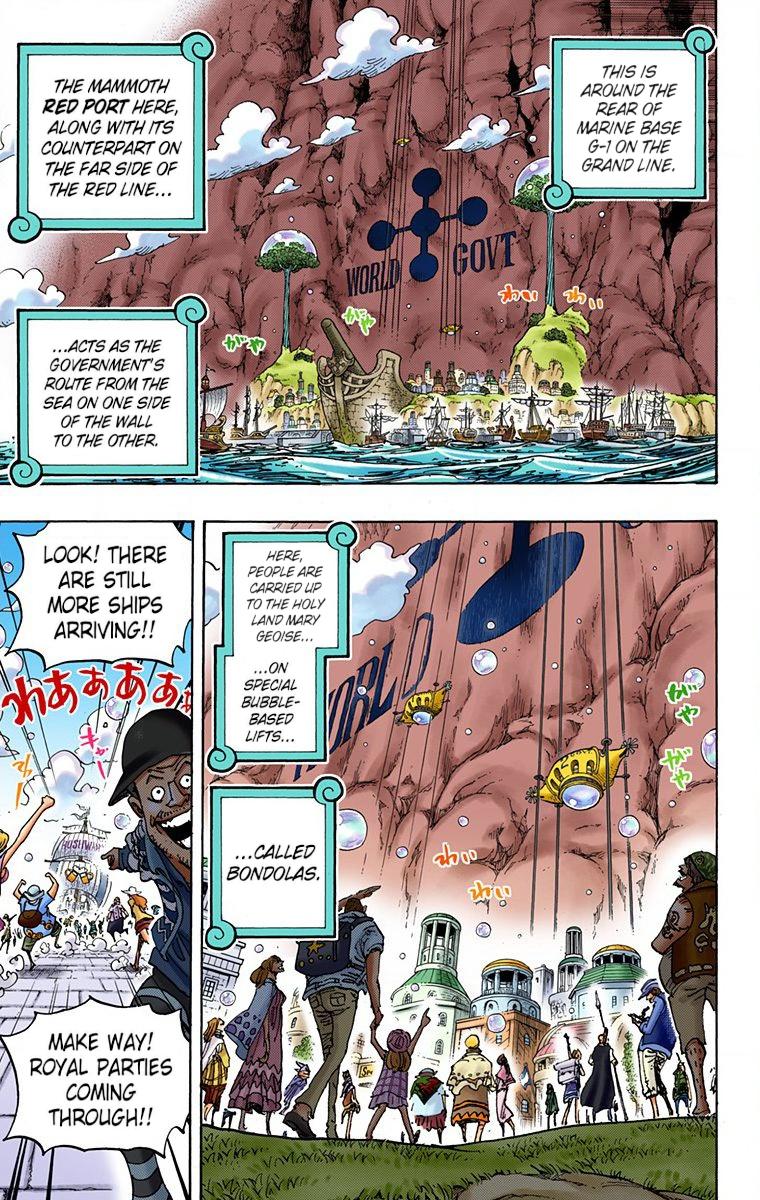 THIS IS
AROUND THE
REAR OF
MARINE BASE
G-1 ON THE
GRAND LINE.
THE MAMMOTH
RED PORT HERE,
ALONG WITH ITS
COUNTERPART ON
THE FAR SIDE OF
THE RED LINE...
WORLD GOVT
わい わい
がや
がや
...ACTS AS THE
GOVERNMENT'S
ROUTE FROM THE
SEA ON ONE SIDE
OF THE WALL
TO THE OTHER.
HERE,
PEOPLE ARE
CARRIED UP
TO THE HOLY
LAND MARY
GEOISE...
...ON
SPECIAL
BUBBLE-
BASED
LIFTS...
WORLD
がや
がや
...CALLED
BONDOLAS.
わい
わい
LOOK! THERE
ARE STILL
MORE SHIPS
ARRIVING!!
わあぁぁぁぁ
MAKE WAY!
ROYAL PARTIES
COMING
THROUGH!!